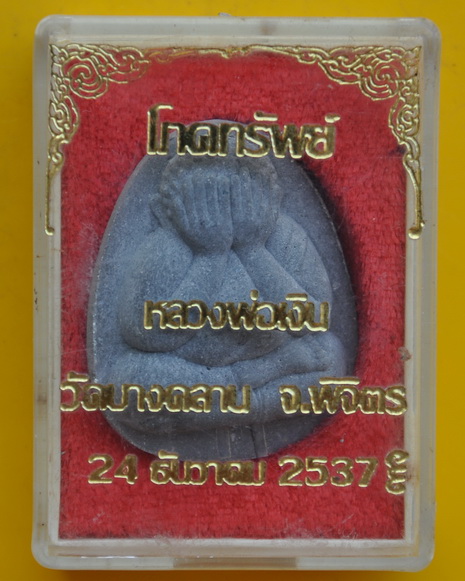 โภคทรัพย์
หลวงพ่อเงิน
วัดบางคลาน จ.พิจิตร
24 ธันวาคม 2537